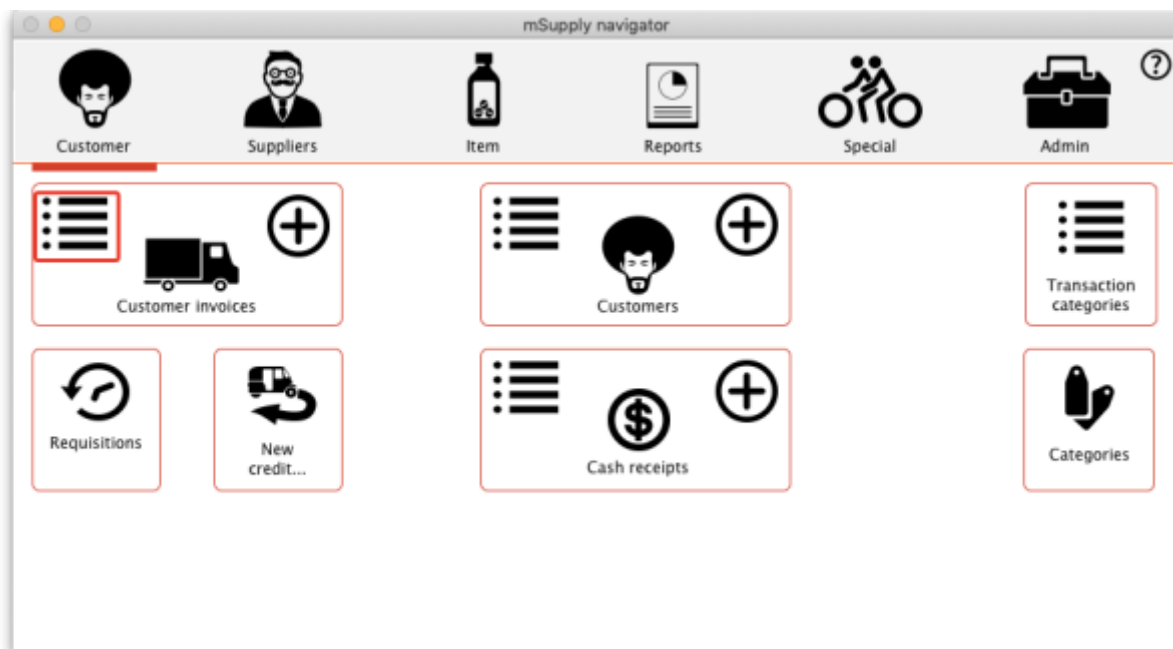 mSupply navigator
?
Customer
Suppliers
Item
Reports
Special
Admin
Customer invoices
Customers
Transaction
categories
Requisitions
New
credit...
$
Cash receipts
Categories